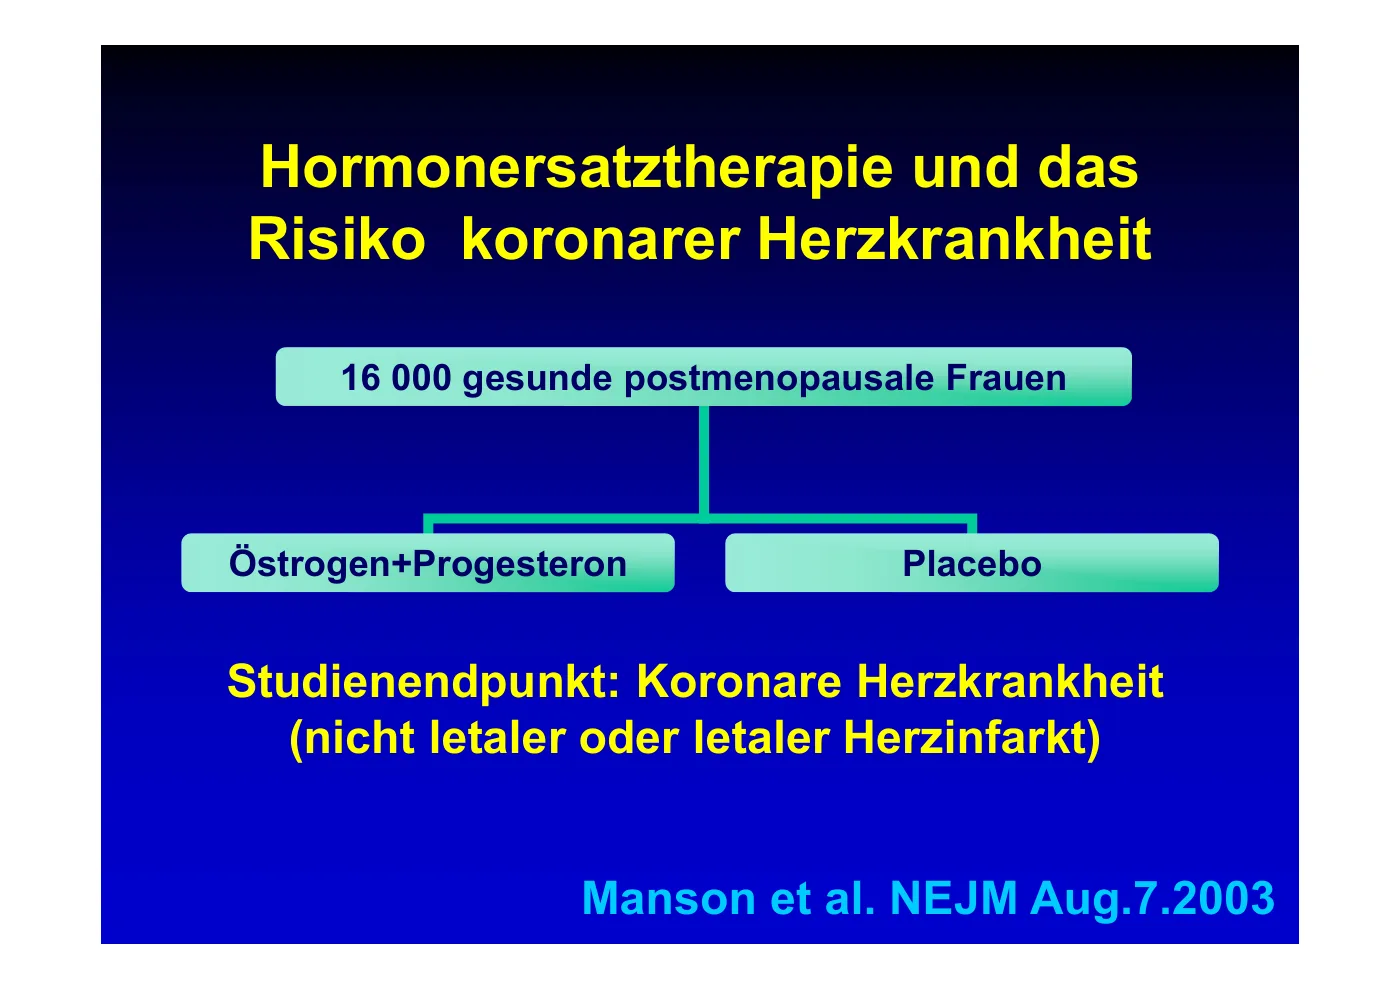 Hormonersatztherapie und das
Risiko  koronarer Herzkrankheit
16 000 gesunde postmenopausale Frauen
Östrogen+Progesteron
Placebo
Studienendpunkt: Koronare Herzkrankheit
(nicht letaler oder letaler Herzinfarkt)
Manson et al. NEJM Aug.7.2003